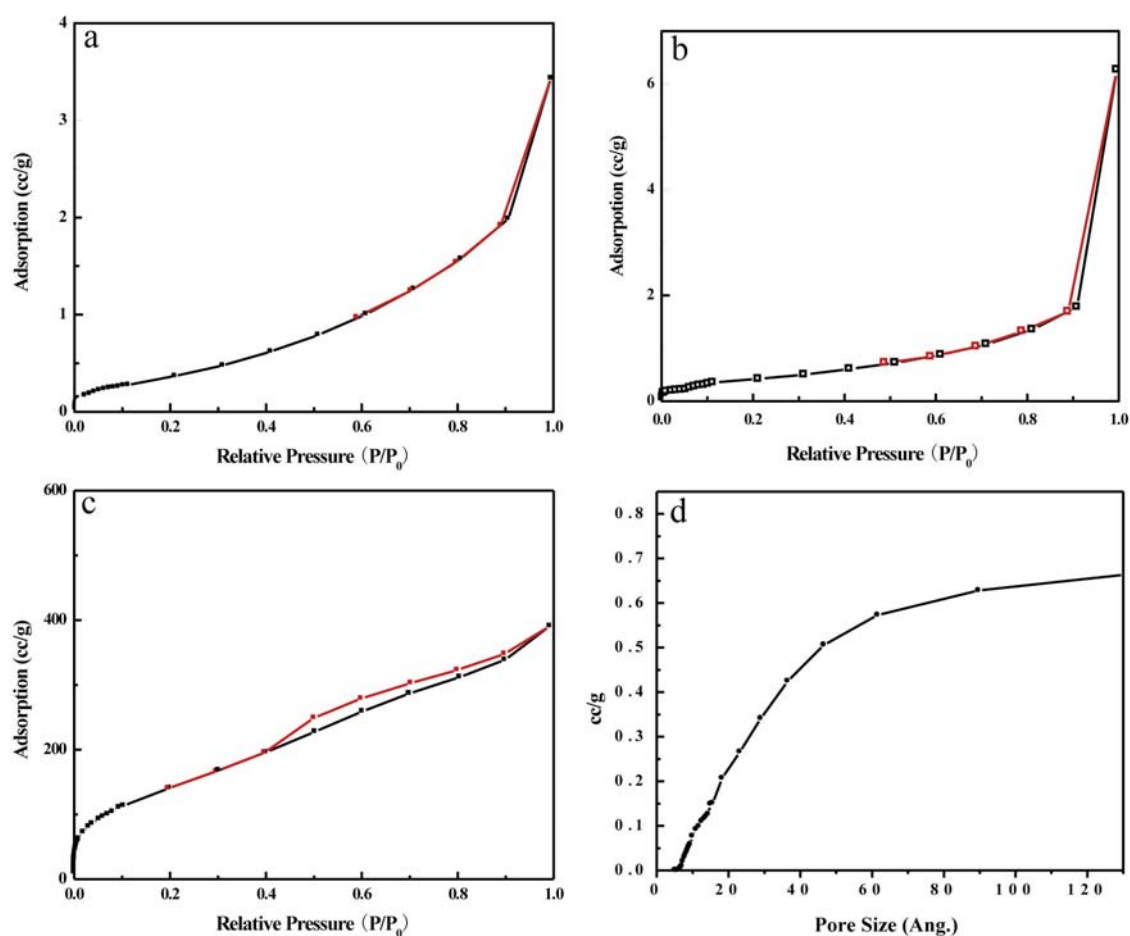 a
4
3
2
1
0
Adsorption (cc/g)
0.0 0.2 0.4 0.6 0.8 1.0
Relative Pressure (P/P0)
b
6
4
2
0
Adsorpotion (cc/g)
0.0 0.2 0.4 0.6 0.8 1.0
Relative Pressure (P/P0)
c
600
400
200
0
Adsorption (cc/g)
0.0 0.2 0.4 0.6 0.8 1.0
Relative Pressure (P/P0)
d
0.8
0.7
0.6
0.5
0.4
0.3
0.2
0.1
0.0
cc/g
0 20 40 60 80 100 120
Pore Size (Ang.)